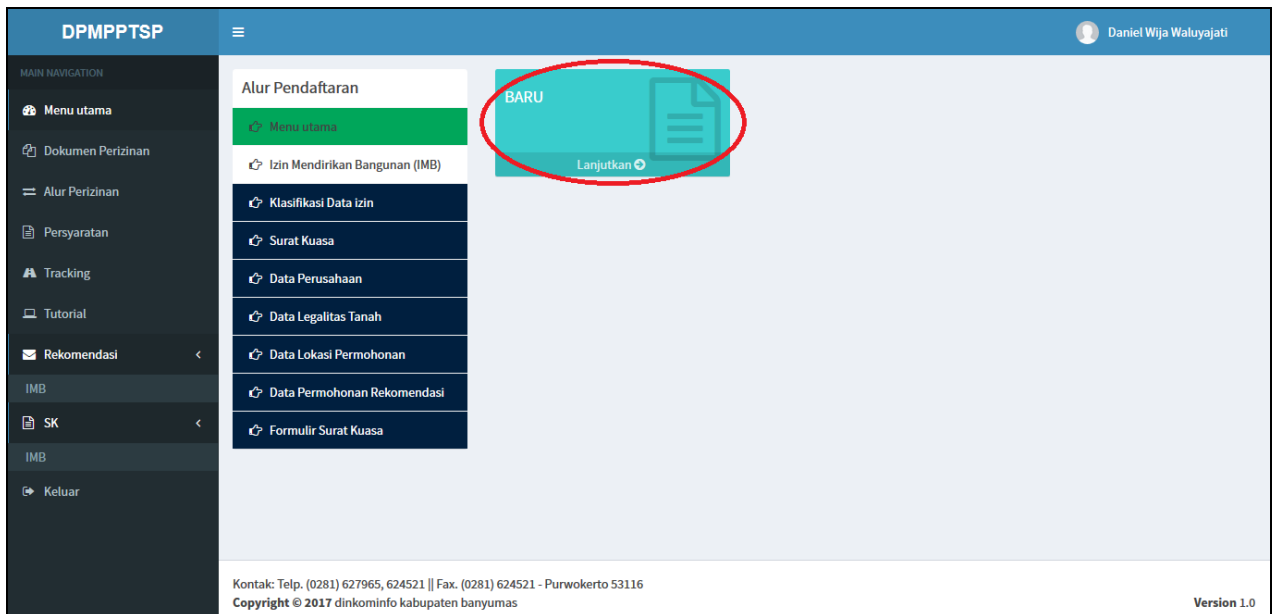 DPMPPTSP
Daniel Wija Waluyajati
MAIN NAVIGATION
Menu utama
Dokumen Perizinan
Alur Perizinan
Persyaratan
Tracking
Tutorial
Rekomendasi
IMB
SK
IMB
Keluar
Alur Pendaftaran
Menu utama
Izin Mendirikan Bangunan (IMB)
Klasifikasi Data izin
Surat Kuasa
Data Perusahaan
Data Legalitas Tanah
Data Lokasi Permohonan
Data Permohonan Rekomendasi
Formulir Surat Kuasa
BARU
Lanjutkan
Kontak: Telp. (0281) 627965, 624521 || Fax. (0281) 624521 - Purwokerto 53116
Copyright © 2017 dinkominfo kabupaten banyumas
Version 1.0